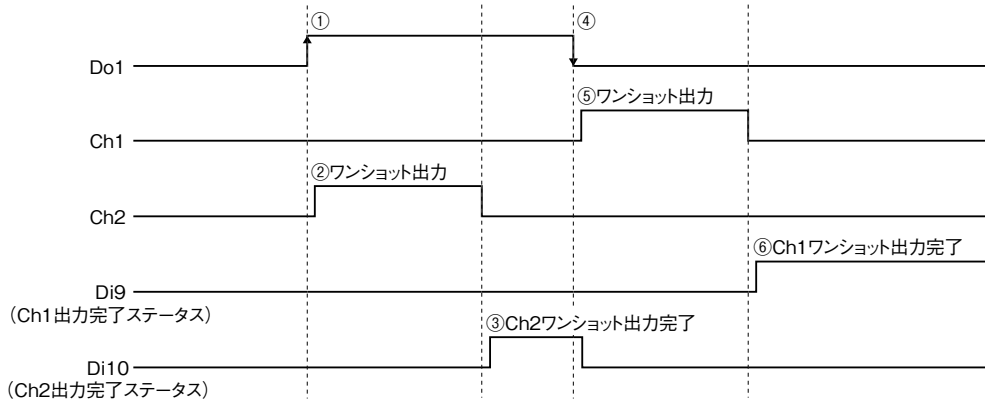 ①
④
Do1
⑤ワンショット出力
Ch1
②ワンショット出力
Ch2
⑥Ch1ワンショット出力完了
Di9
（Ch1出力完了ステータス）
③Ch2ワンショット出力完了
Di10
（Ch2出力完了ステータス）